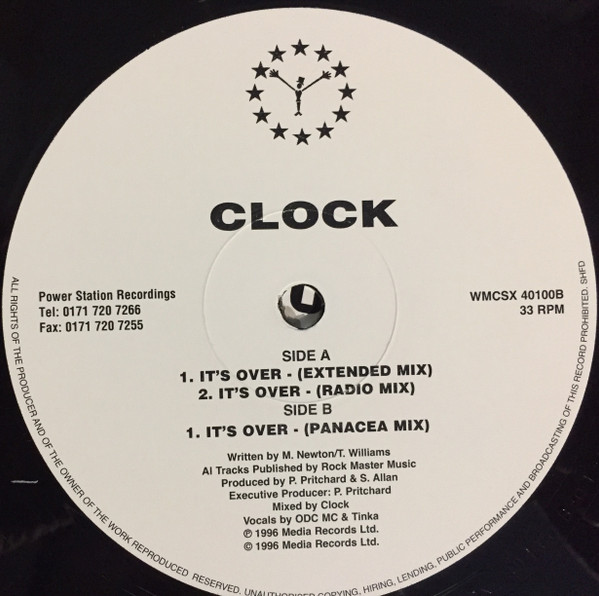 CLOCK
Power Station Recordings
Tel: 0171 720 7266
Fax: 0171 720 7255
WMCSX 40100B
33 RPM
SIDE A
1. IT'S OVER - (EXTENDED MIX)
2. IT'S OVER - (RADIO MIX)
SIDE B
1. IT'S OVER - (PANACEA MIX)
Written by M. Newton/T. Williams
Al Tracks Published by Rock Master Music
Produced by P. Pritchard & S. Allan
Executive Producer: P. Pritchard
Mixed by Clock
Vocals by ODC MC & Tinka
℗ 1996 Media Records Ltd.
© 1996 Media Records Ltd.
ALL RIGHTS OF THE PRODUCER AND OF THE OWNER OF THE WORK REPRODUCED RESERVED. UNAUTHORISED COPYING, HIRING, LENDING, PUBLIC PERFORMANCE AND BROADCASTING OF THIS RECORD PROHIBITED. SHFD